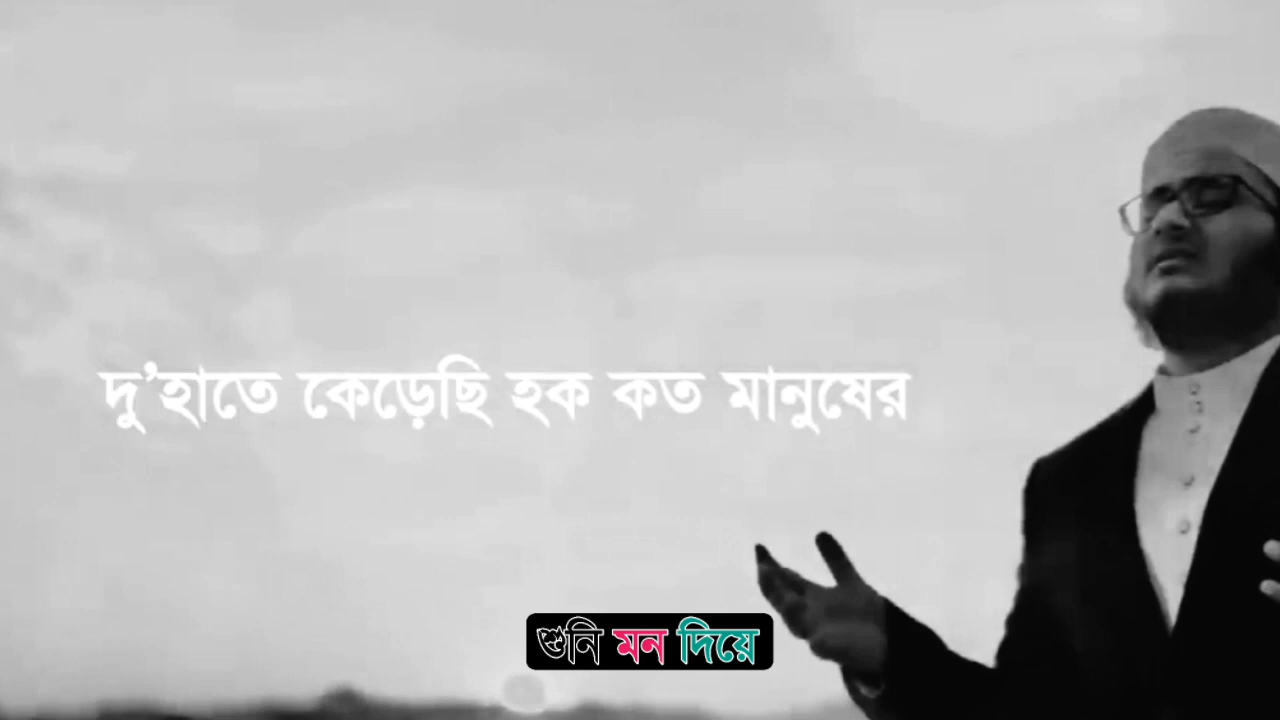 দু’হাতে কেড়েছি হক কত মানুষের
শুনি মন দিয়ে